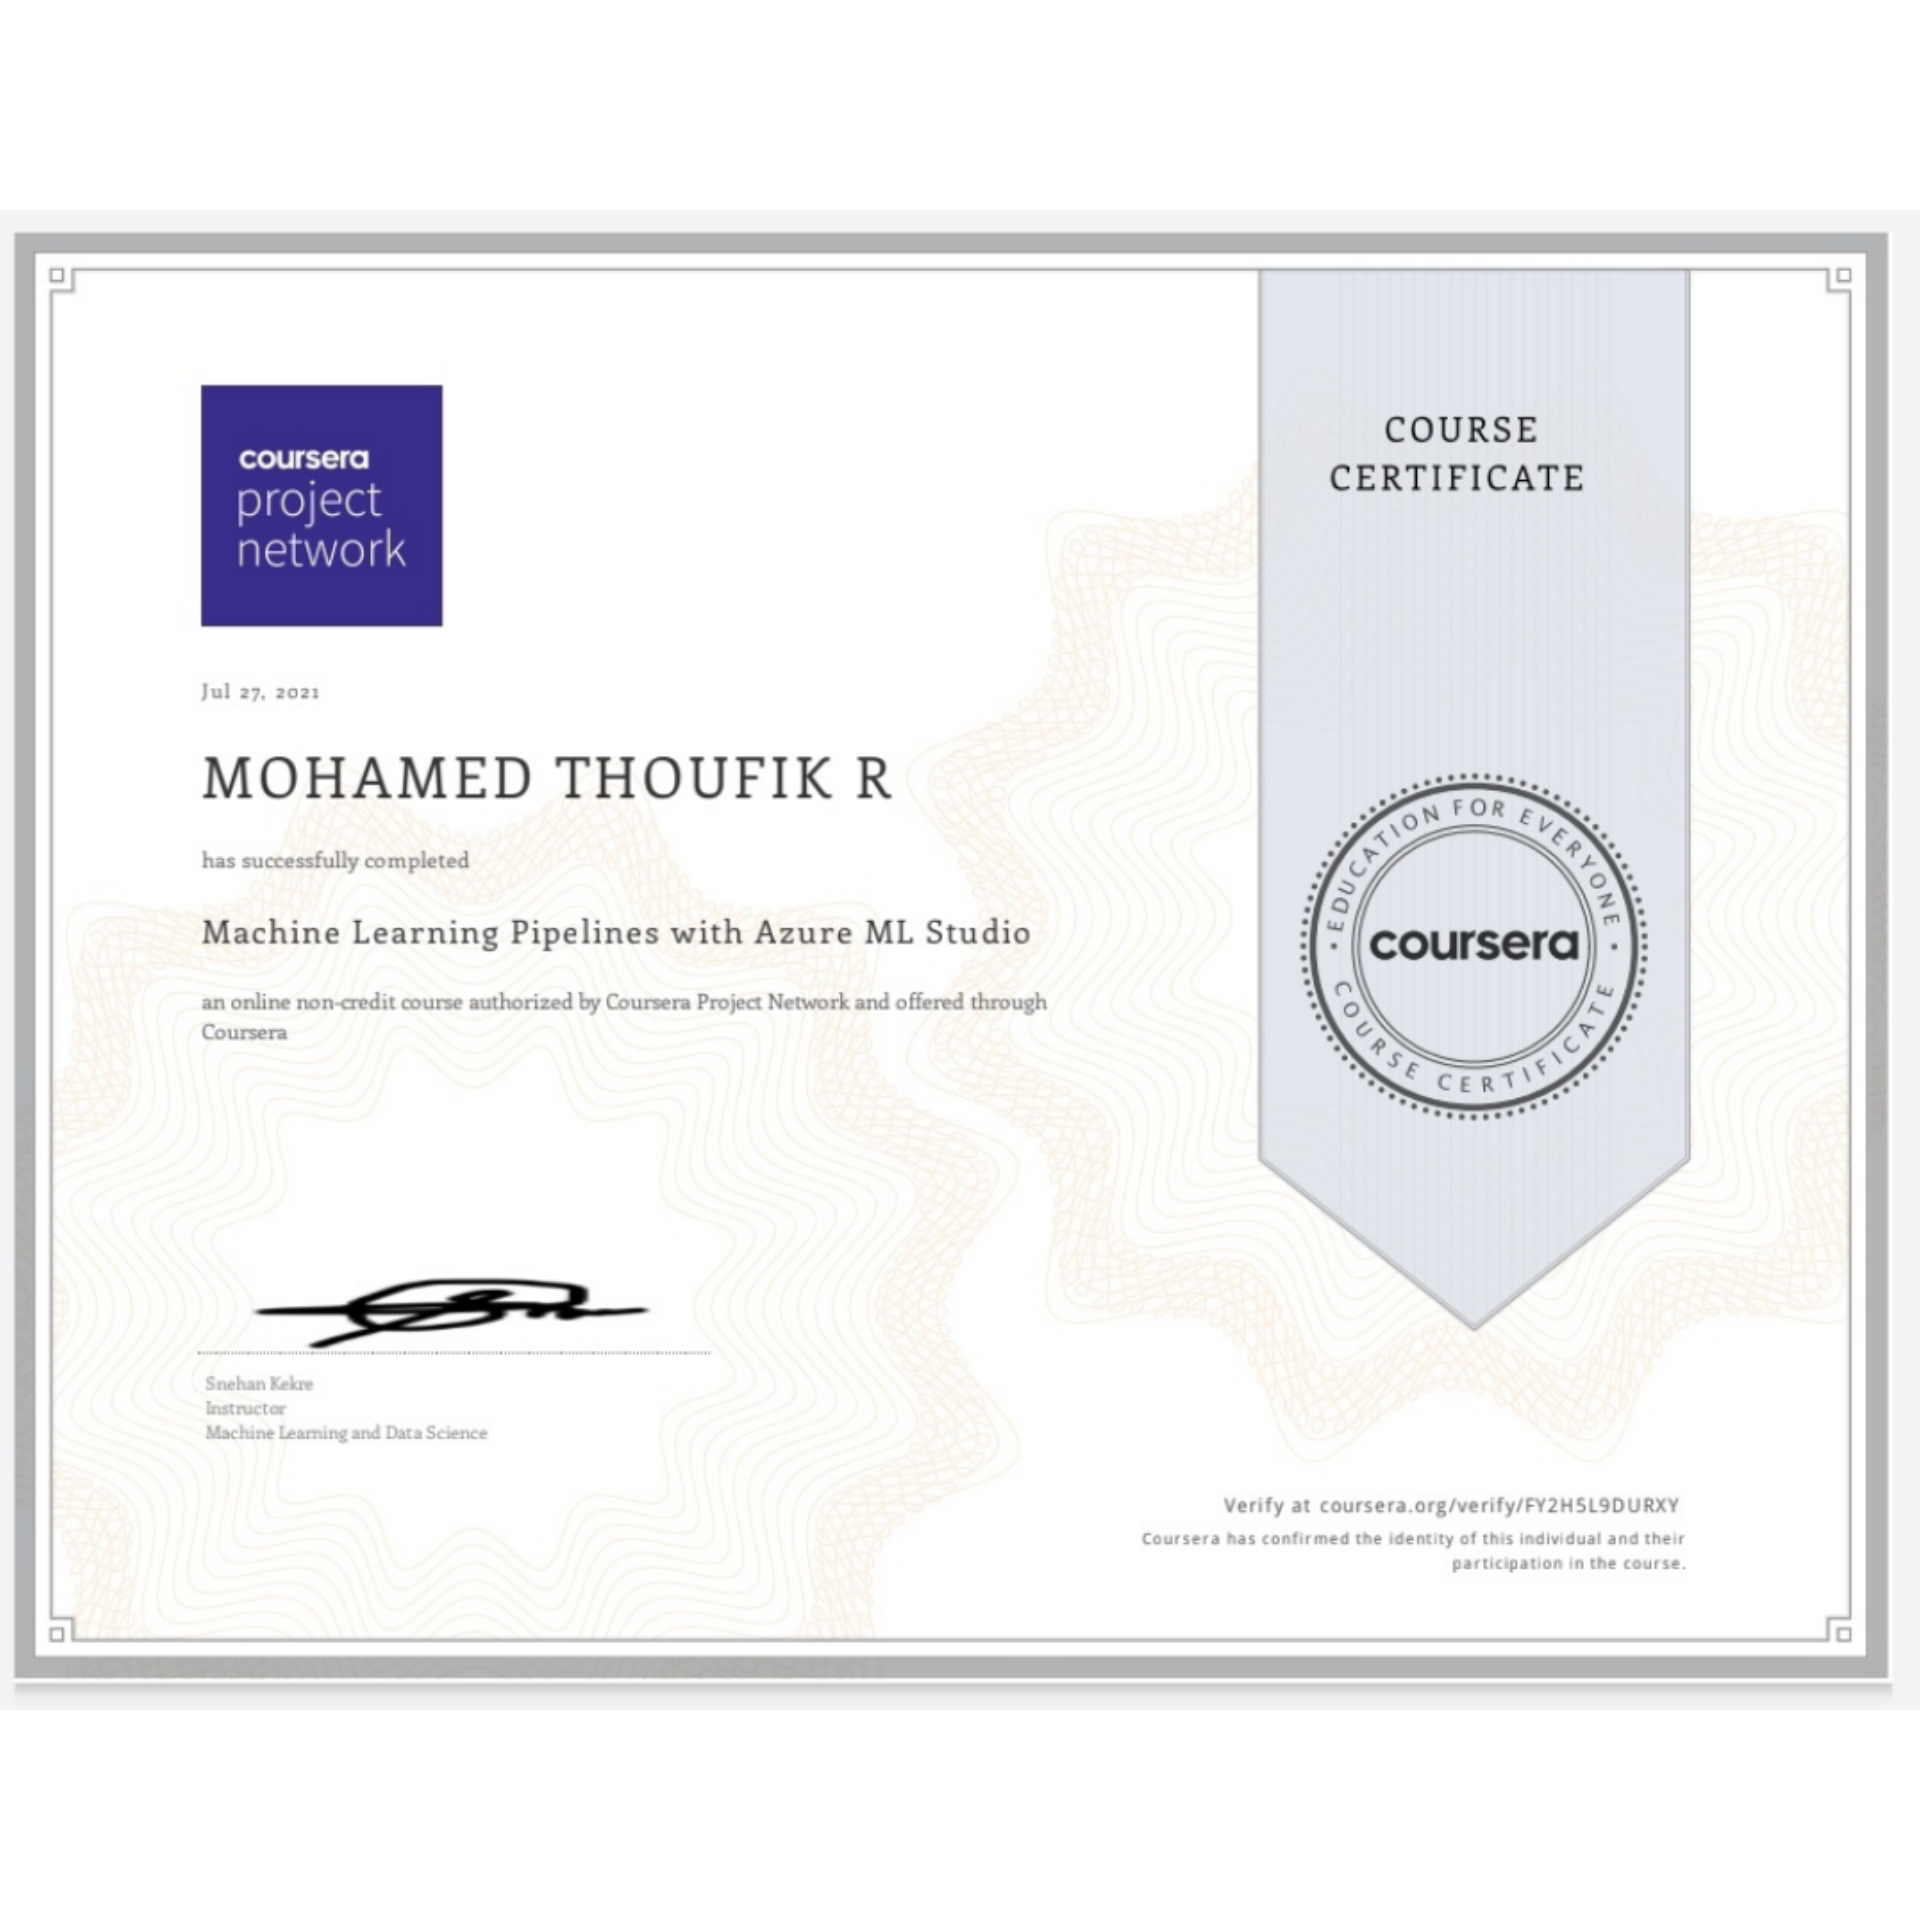 coursera
project
network
COURSE
CERTIFICATE
Jul 27, 2021
MOHAMED THOUFIK R
has successfully completed
Machine Learning Pipelines with Azure ML Studio
an online non-credit course authorized by Coursera Project Network and offered through
Coursera
EDUCATION FOR EVERYONE
coursera
COURSE CERTIFICATE
Snehan Kekre
Instructor
Machine Learning and Data Science
Verify at coursera.org/verify/FY2H5L9DURXY
Coursera has confirmed the identity of this individual and their
participation in the course.